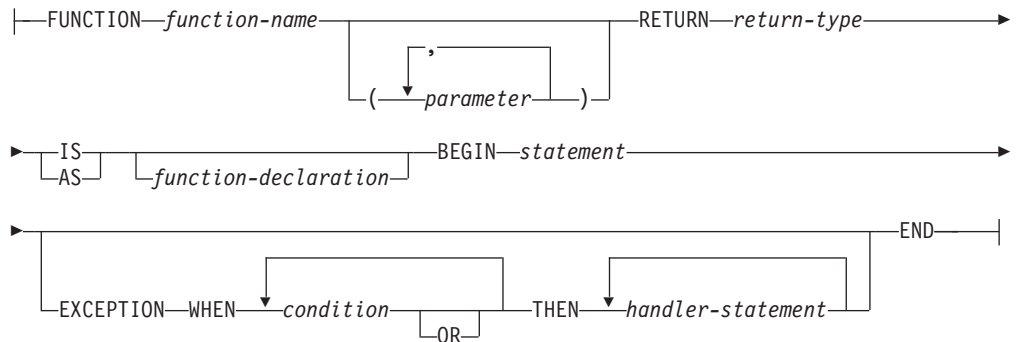 FUNCTION function-name RETURN return-type
,
( parameter )
IS BEGIN statement
AS function-declaration
END
EXCEPTION WHEN condition THEN handler-statement
OR